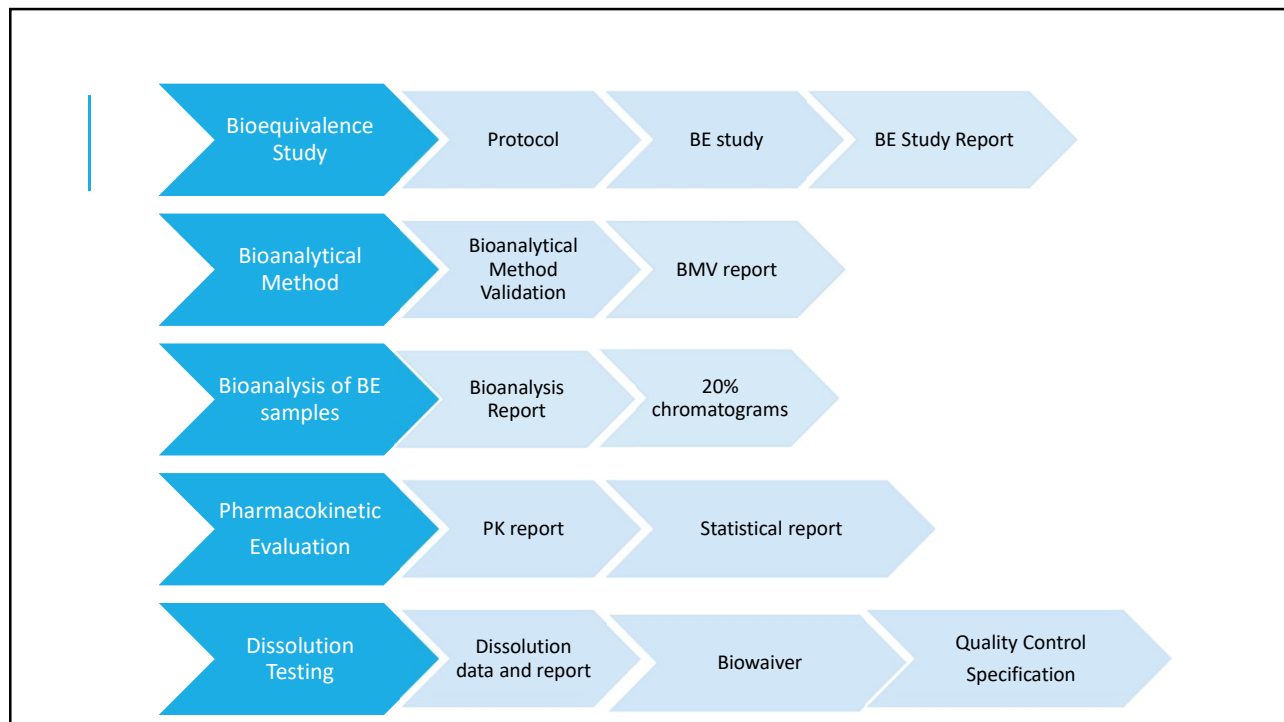 Bioequivalence
Study
Protocol
BE study
BE Study Report
Bioanalytical
Method
Bioanalytical
Method
Validation
BMV report
Bioanalysis of BE
samples
Bioanalysis
Report
20%
chromatograms
Pharmacokinetic
Evaluation
PK report
Statistical report
Dissolution
Testing
Dissolution
data and report
Biowaiver
Quality Control
Specification